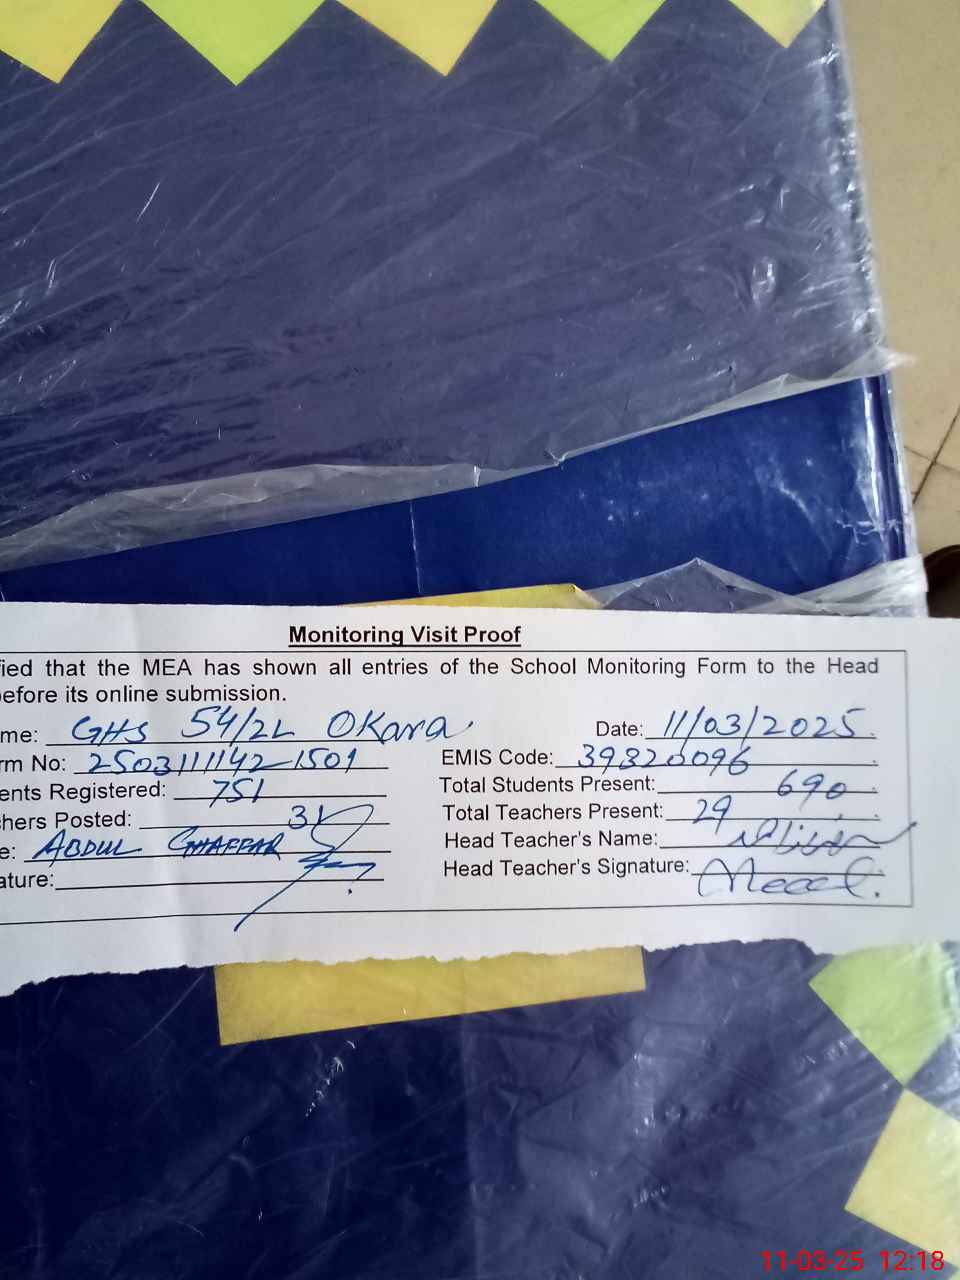 Monitoring Visit Proof
fied that the MEA has shown all entries of the School Monitoring Form to the Head
before its online submission.
me: GHS 54/2L Okara Date: 11/03/2025
rm No: 2503111142-1501 EMIS Code: 39320096
ents Registered: 751 Total Students Present: 690
hers Posted: 31 Total Teachers Present: 29
e: ABDUL GHAFFAR Head Teacher's Name:
ature: Head Teacher's Signature:
11-03-25 12:18